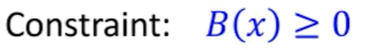 Constraint: B(x) ≥ 0